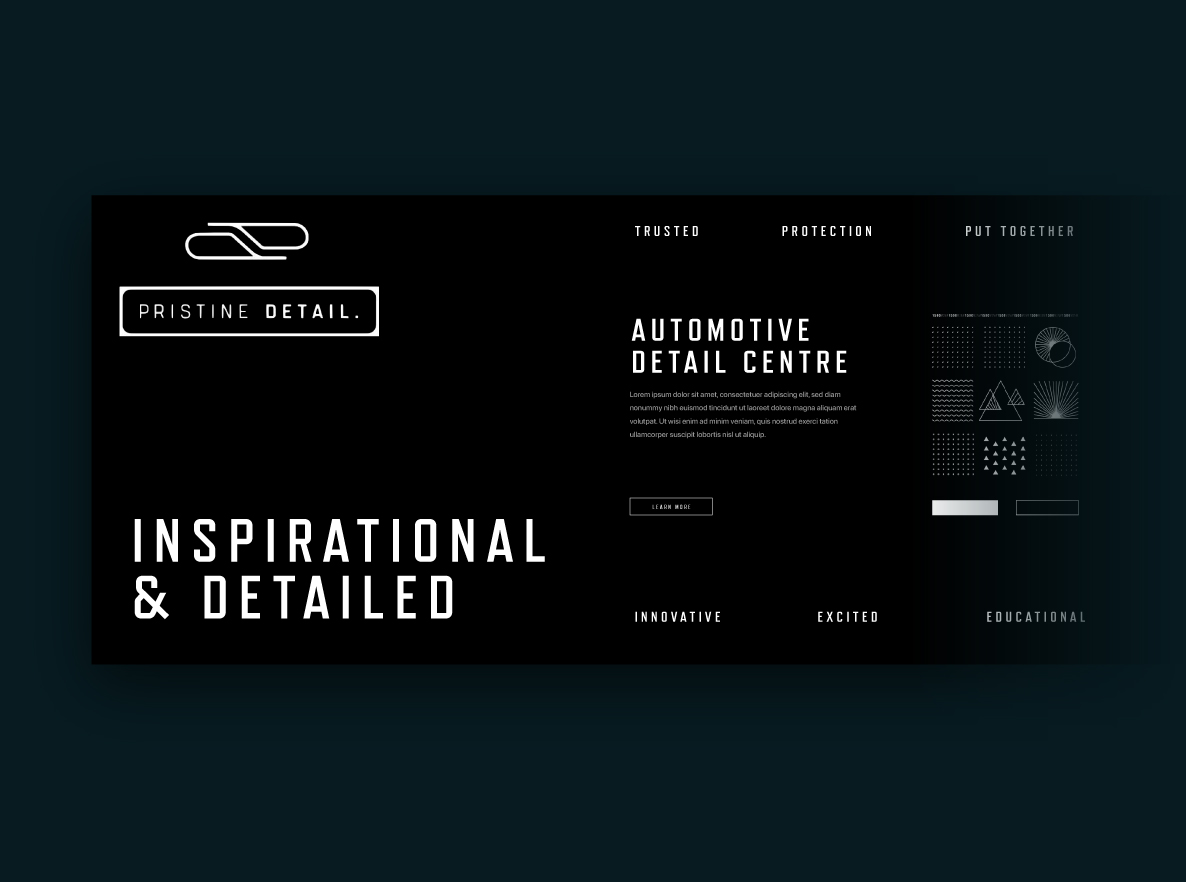 PRISTINE DETAIL.
INSPIRATIONAL
& DETAILED
TRUSTED
PROTECTION
PUT TOGETHER
AUTOMOTIVE
DETAIL CENTRE
Lorem ipsum dolor sit amet, consectetuer adipiscing elit, sed diam
nonummy nibh euismod tincidunt ut laoreet dolore magna aliquam erat
volutpat. Ut wisi enim ad minim veniam, quis nostrud exerci tation
ullamcorper suscipit lobortis nisl ut aliquip.
LEARN MORE
INNOVATIVE
EXCITED
EDUCATIONAL